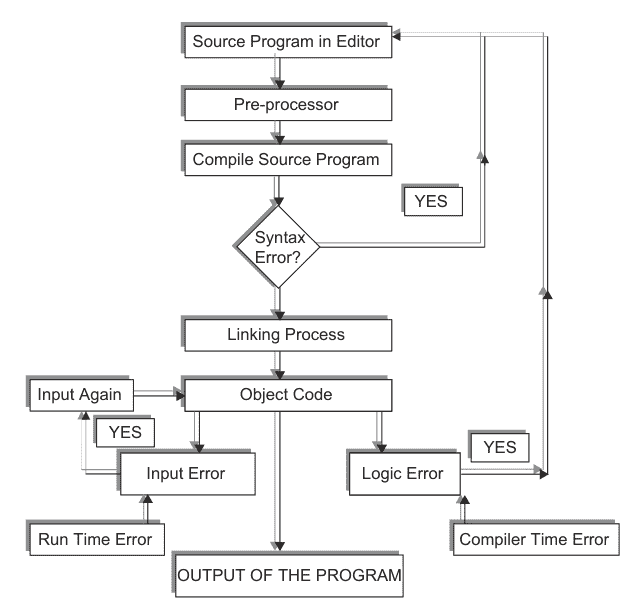 Source Program in Editor
Pre-processor
Compile Source Program
YES
Syntax
Error?
Linking Process
Input Again
Object Code
YES
YES
Input Error
Logic Error
Run Time Error
Compiler Time Error
OUTPUT OF THE PROGRAM